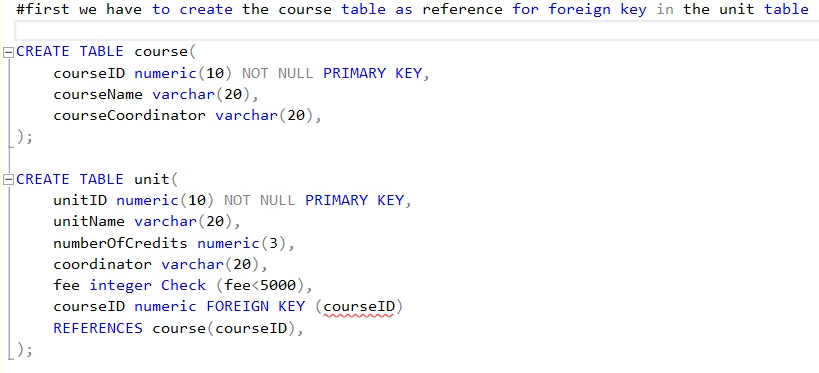 #first we have to create the course table as reference for foreign key in the unit table
CREATE TABLE course(
courseID numeric(10) NOT NULL PRIMARY KEY,
courseName varchar(20),
courseCoordinator varchar(20),
);
CREATE TABLE unit(
unitID numeric(10) NOT NULL PRIMARY KEY,
unitName varchar(20),
numberOfCredits numeric(3),
coordinator varchar(20),
fee integer Check (fee<5000),
courseID numeric FOREIGN KEY (courseID)
REFERENCES course(courseID),
);